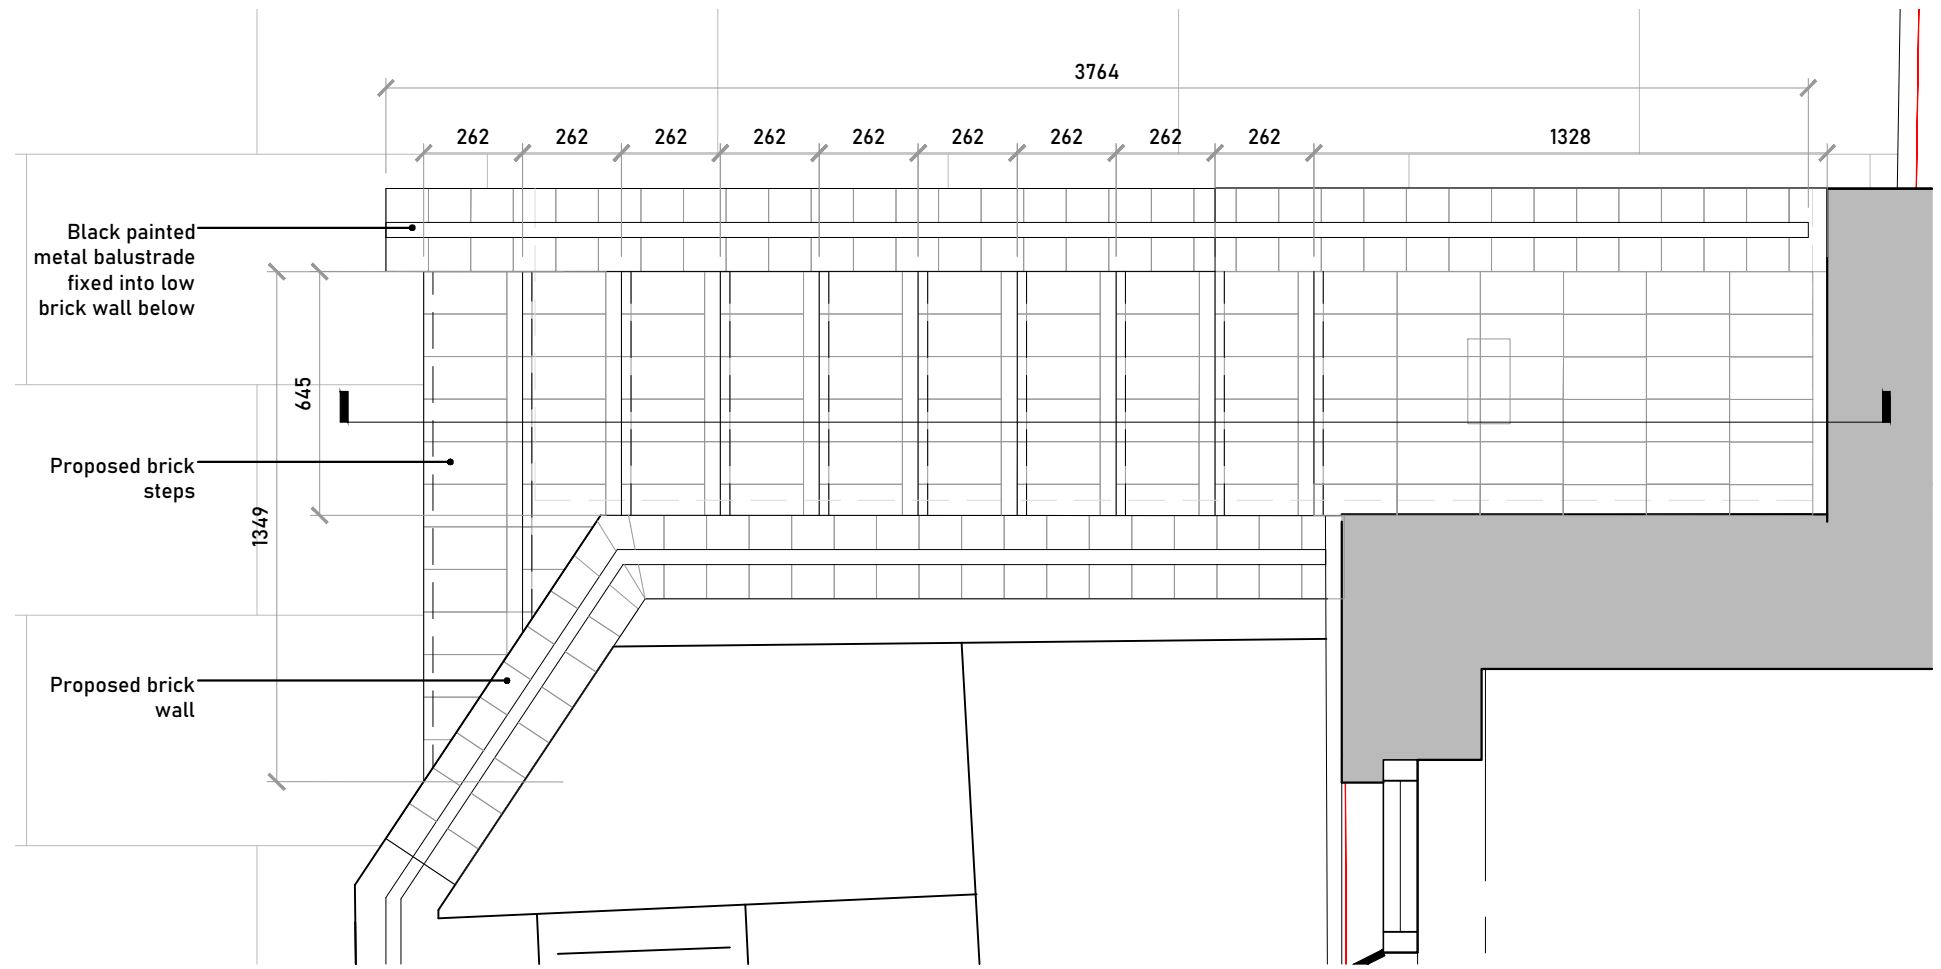 3764
262 262 262 262 262 262 262 262 262 1328
Black painted
metal balustrade
fixed into low
brick wall below
645
Proposed brick
steps
1349
Proposed brick
wall